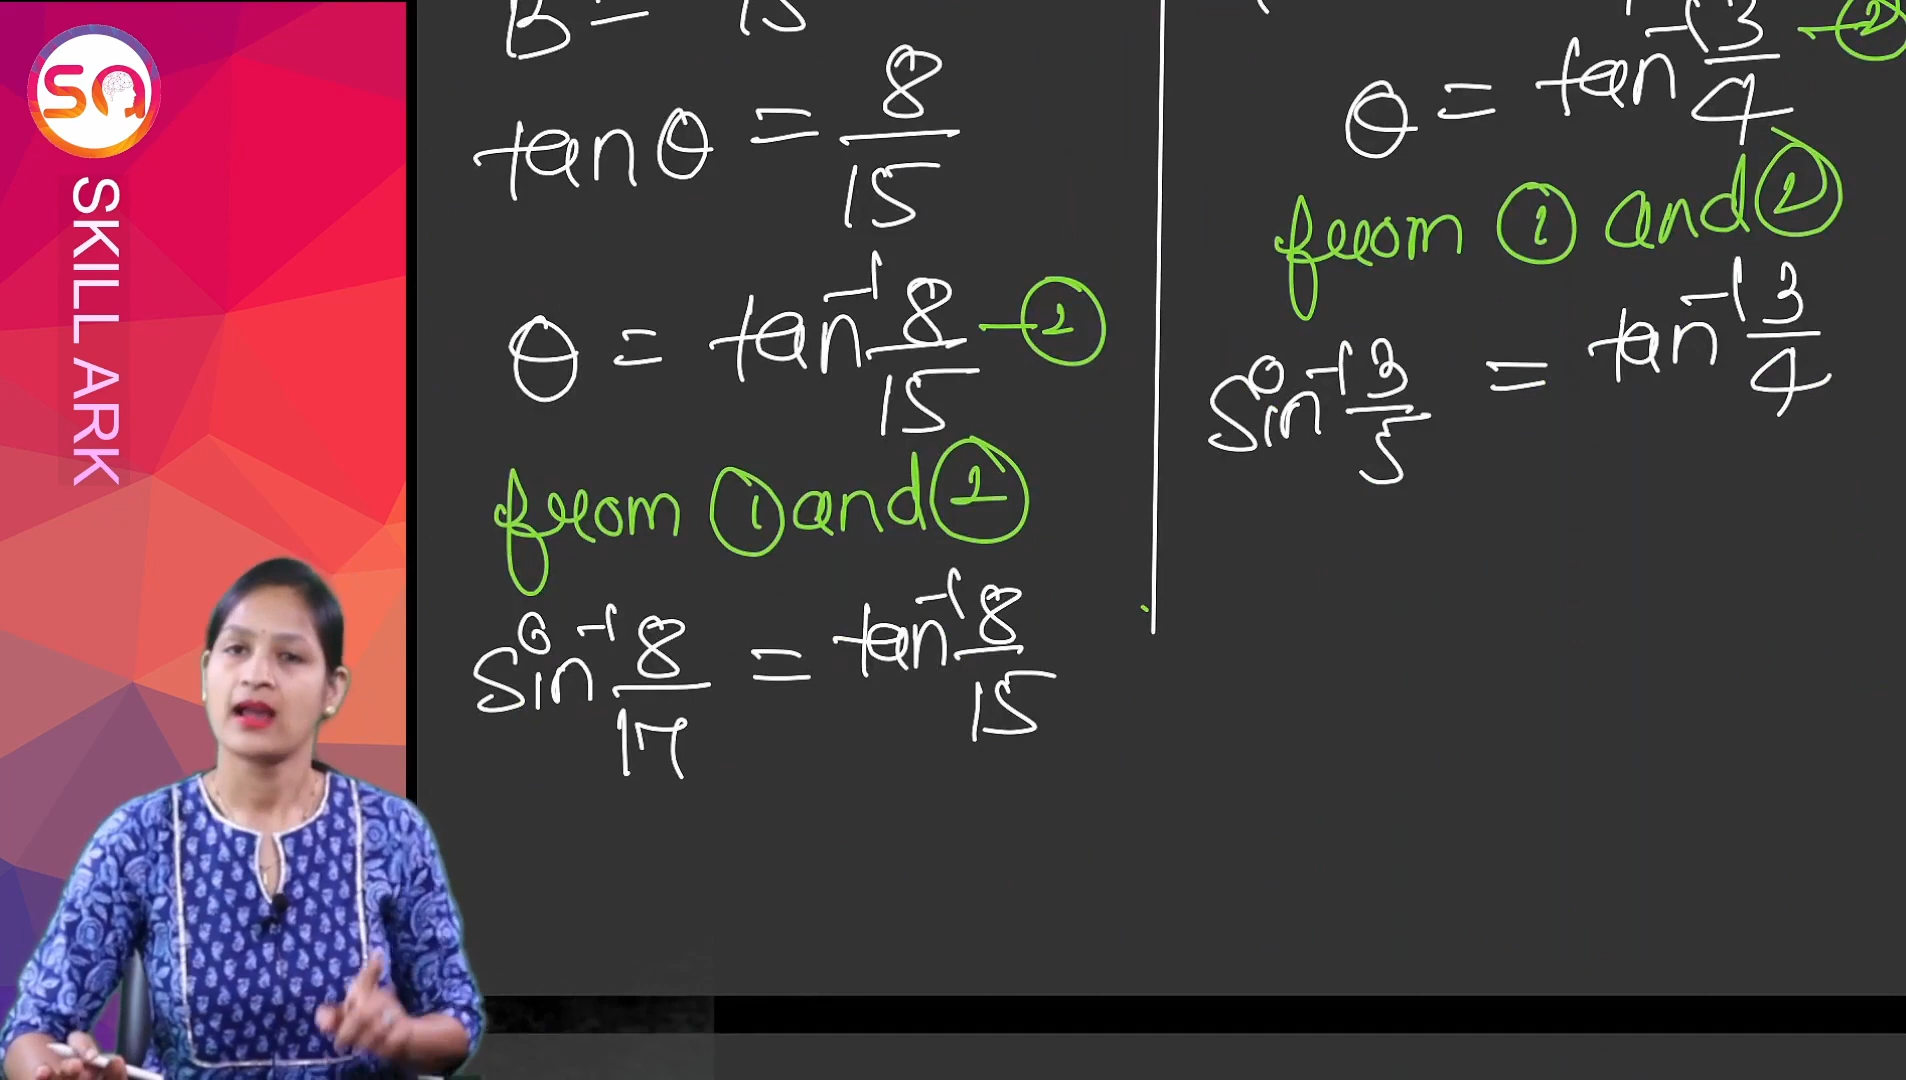 SKILL ARK
B = 15
tanθ = 8/15
θ = tan⁻¹ 8/15 — ②
from ① and ②
sin⁻¹ 8/17 = tan⁻¹ 8/15
θ = tan⁻¹ 3/4 — ②
from ① and ②
sin⁻¹ 3/5 = tan⁻¹ 3/4